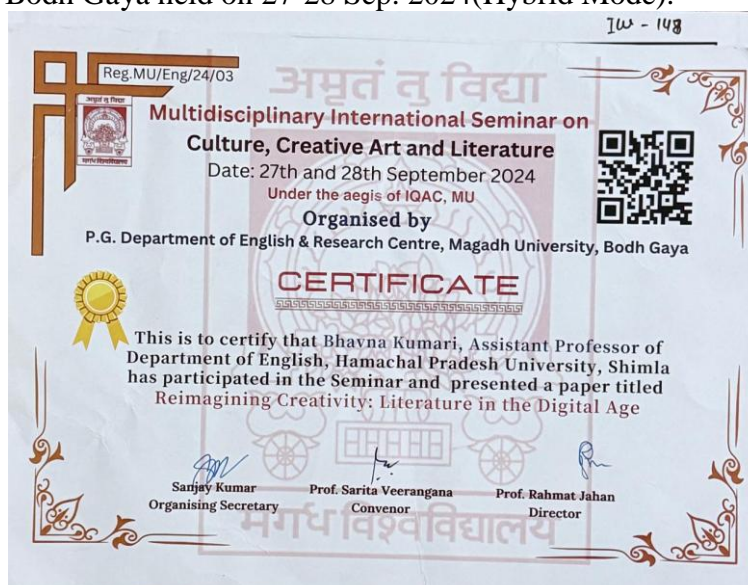 Bodh Gaya held on 27-28 Sep. 2024(Hybrid Mode).
IW - 148
Reg.MU/Eng/24/03
अमृतं तु विद्या
Multidisciplinary International Seminar on
Culture, Creative Art and Literature
Date: 27th and 28th September 2024
Under the aegis of IQAC, MU
Organised by
P.G. Department of English & Research Centre, Magadh University, Bodh Gaya
CERTIFICATE
This is to certify that Bhavna Kumari, Assistant Professor of
Department of English, Hamachal Pradesh University, Shimla
has participated in the Seminar and presented a paper titled
Reimagining Creativity: Literature in the Digital Age
Sanjay Kumar
Organising Secretary
Prof. Sarita Veerangana
Convenor
Prof. Rahmat Jahan
Director
मगध विश्वविद्यालय